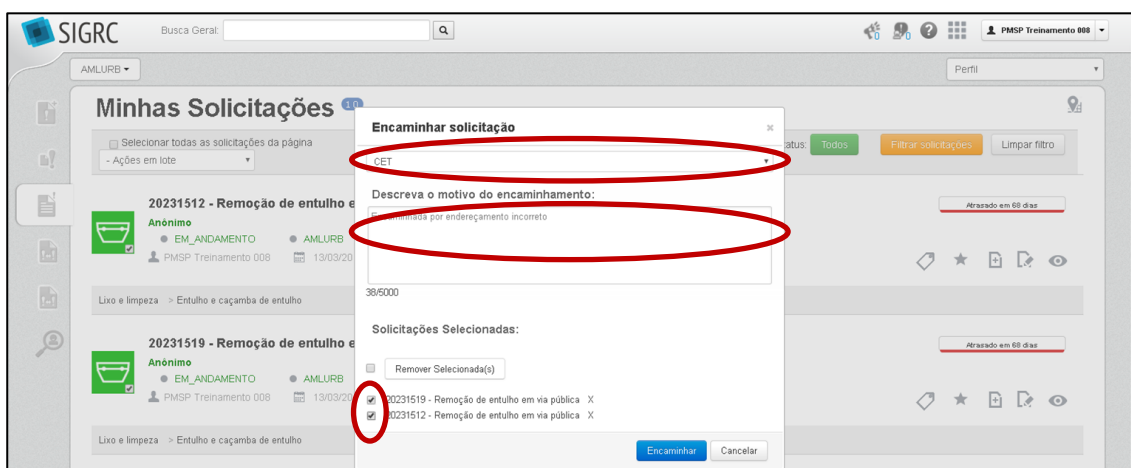 SIGRC
Busca Geral:
0
0
PMSP Treinamento 008
AMLURB
Perfil
Minhas Solicitações 10
Selecionar todas as solicitações da página
- Ações em lote
atus: Todos
Filtrar solicitações
Limpar filtro
20231512 - Remoção de entulho e
Anônimo
EM_ANDAMENTO
AMLURB
PMSP Treinamento 008
13/03/20
Atrasado em 68 dias
Lixo e limpeza > Entulho e caçamba de entulho
20231519 - Remoção de entulho e
Anônimo
EM_ANDAMENTO
AMLURB
PMSP Treinamento 008
13/03/20
Atrasado em 68 dias
Lixo e limpeza > Entulho e caçamba de entulho
Encaminhar solicitação ×
CET
Descreva o motivo do encaminhamento:
Encaminhada por endereçamento incorreto
38/5000
Solicitações Selecionadas:
Remover Selecionada(s)
20231519 - Remoção de entulho em via pública X
20231512 - Remoção de entulho em via pública X
Encaminhar
Cancelar